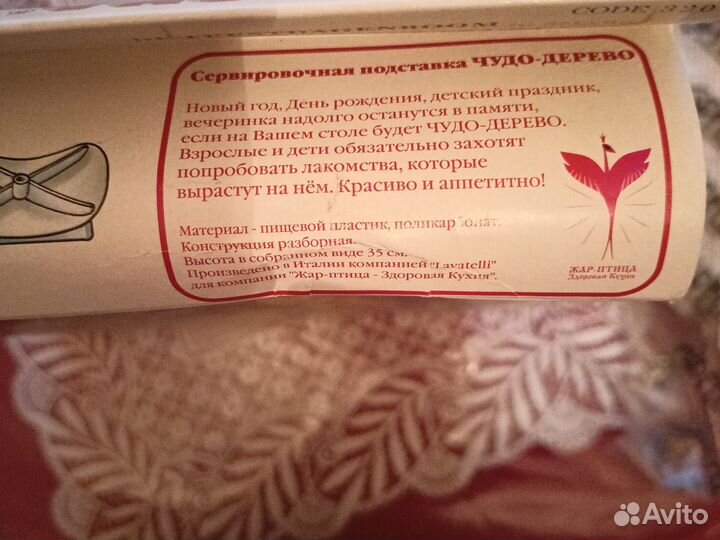 CODE 320
Сервировочная подставка ЧУДО-ДЕРЕВО
Новый год, День рождения, детский праздник,
вечеринка надолго останутся в памяти,
если на Вашем столе будет ЧУДО-ДЕРЕВО.
Взрослые и дети обязательно захотят
попробовать лакомства, которые
вырастут на нём. Красиво и аппетитно!
Материал - пищевой пластик, поликарбонат.
Конструкция разборная.
Высота в собранном виде 35 см.
Произведено в Италии компанией "Lavatelli"
для компании "Жар-птица - Здоровая Кухня".
ЖАР-ПТИЦА
Здоровая Кухня
Avito